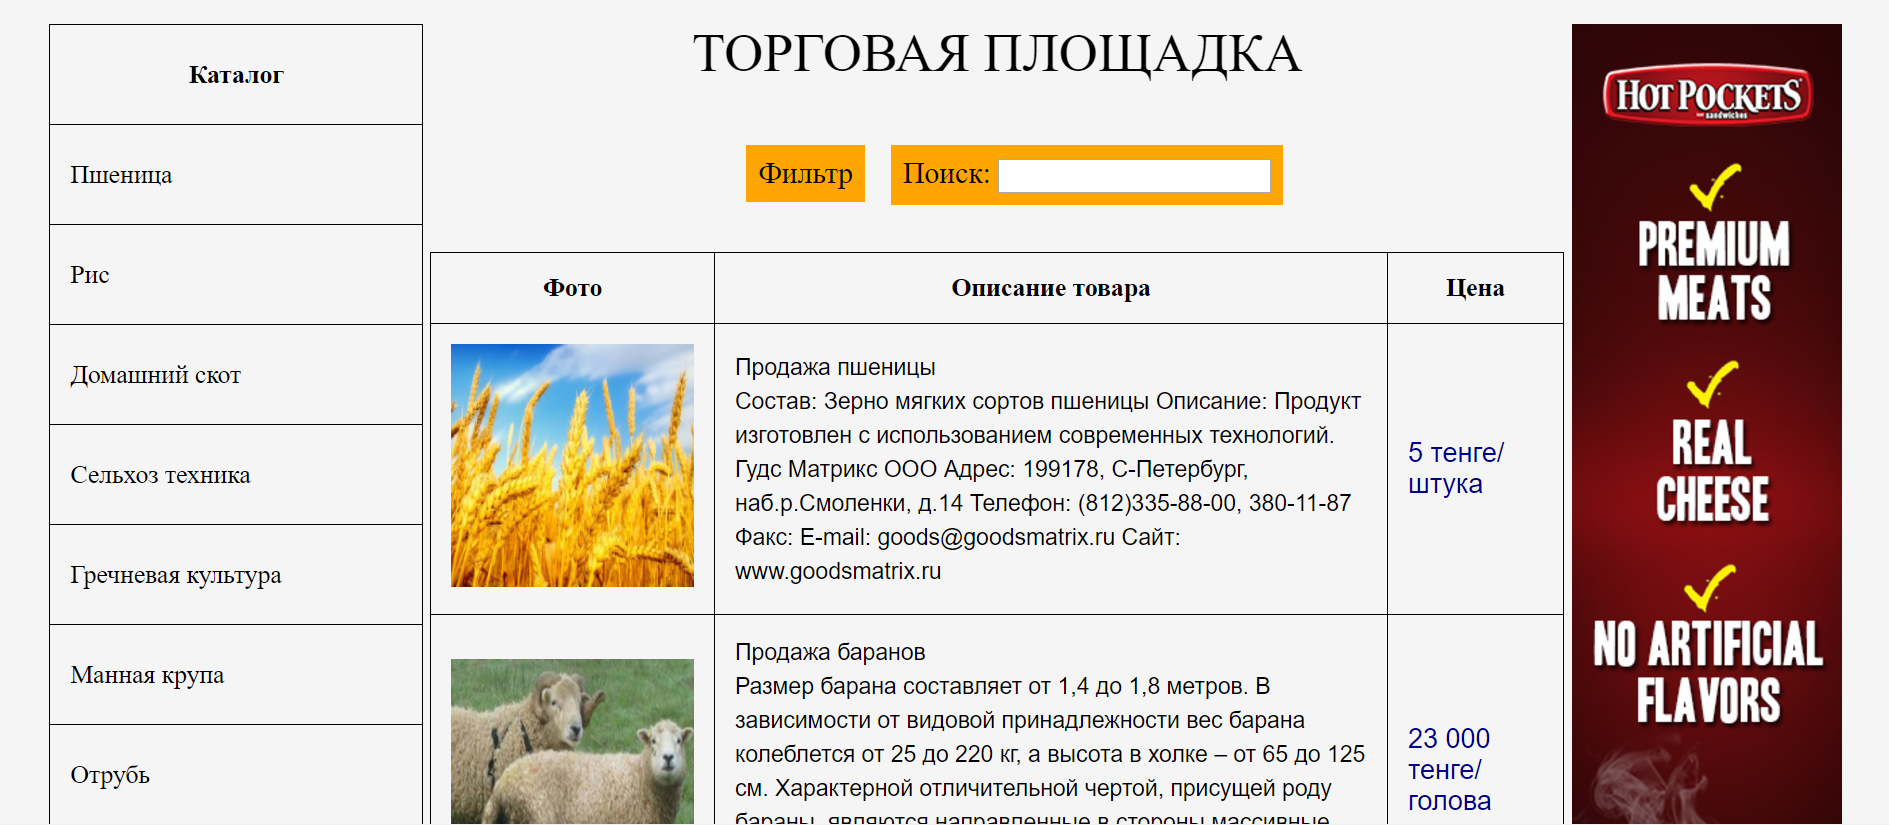 Каталог
Пшеница
Рис
Домашний скот
Сельхоз техника
Гречневая культура
Манная крупа
Отрубь
ТОРГОВАЯ ПЛОЩАДКА
Фильтр
Поиск:
Фото
Описание товара
Цена
Продажа пшеницы
Состав: Зерно мягких сортов пшеницы Описание: Продукт
изготовлен с использованием современных технологий.
Гудс Матрикс ООО Адрес: 199178, С-Петербург,
наб.р.Смоленки, д.14 Телефон: (812)335-88-00, 380-11-87
Факс: E-mail: goods@goodsmatrix.ru Сайт:
www.goodsmatrix.ru
5 тенге/
штука
Продажа баранов
Размер барана составляет от 1,4 до 1,8 метров. В
зависимости от видовой принадлежности вес барана
колеблется от 25 до 220 кг, а высота в холке – от 65 до 125
см. Характерной отличительной чертой, присущей роду
бараны, являются направленные в стороны массивные
23 000
тенге/
голова
HOT POCKETS
sandwiches
PREMIUM
MEATS
REAL
CHEESE
NO ARTIFICIAL
FLAVORS